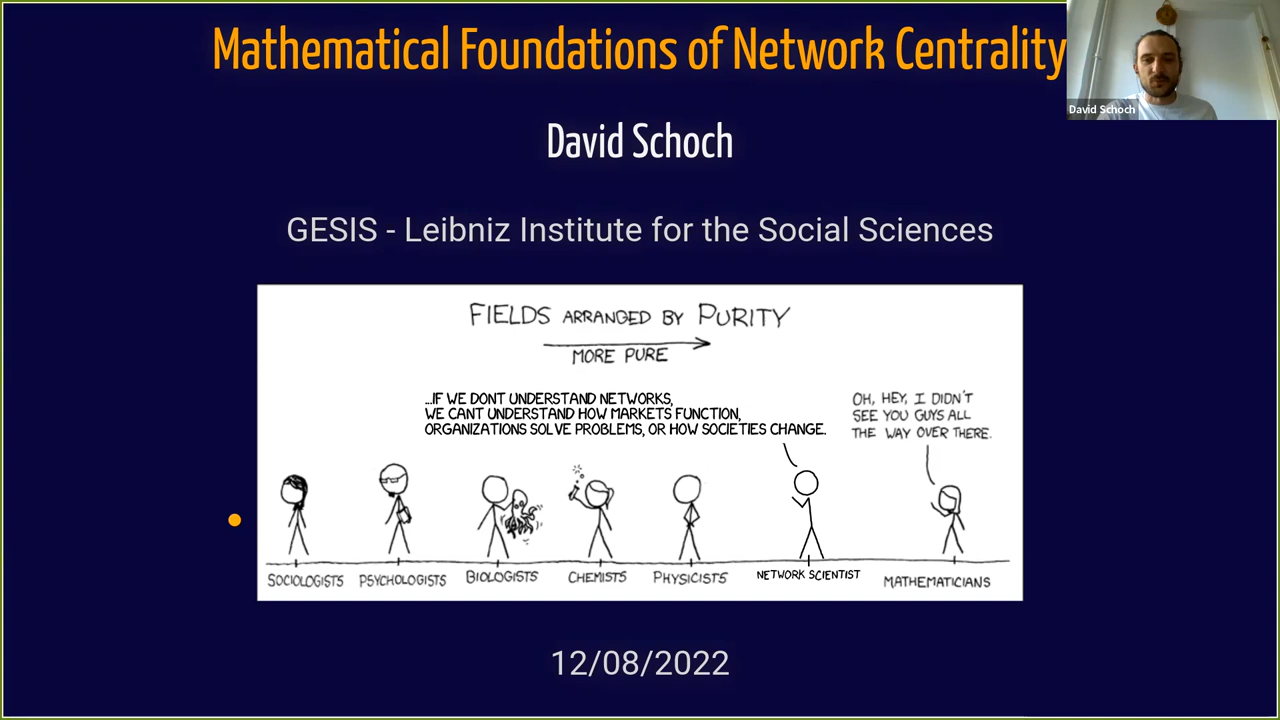 Mathematical Foundations of Network Centrality
David Schoch
David Schoch
GESIS - Leibniz Institute for the Social Sciences
FIELDS ARRANGED BY PURITY
MORE PURE
...IF WE DONT UNDERSTAND NETWORKS,
WE CANT UNDERSTAND HOW MARKETS FUNCTION,
ORGANIZATIONS SOLVE PROBLEMS, OR HOW SOCIETIES CHANGE.
OH, HEY, I DIDN'T
SEE YOU GUYS ALL
THE WAY OVER THERE.
SOCIOLOGISTS
PSYCHOLOGISTS
BIOLOGISTS
CHEMISTS
PHYSICISTS
NETWORK SCIENTIST
MATHEMATICIANS
12/08/2022